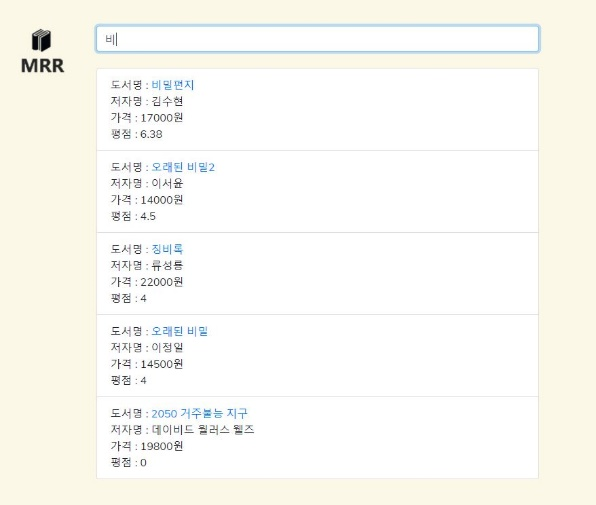 비
MRR
도서명 : 비밀편지
저자명 : 김수현
가격 : 17000원
평점 : 6.38
도서명 : 오래된 비밀2
저자명 : 이서윤
가격 : 14000원
평점 : 4.5
도서명 : 징비록
저자명 : 류성룡
가격 : 22000원
평점 : 4
도서명 : 오래된 비밀
저자명 : 이정일
가격 : 14500원
평점 : 4
도서명 : 2050 거주불능 지구
저자명 : 데이비드 월러스 웰즈
가격 : 19800원
평점 : 0